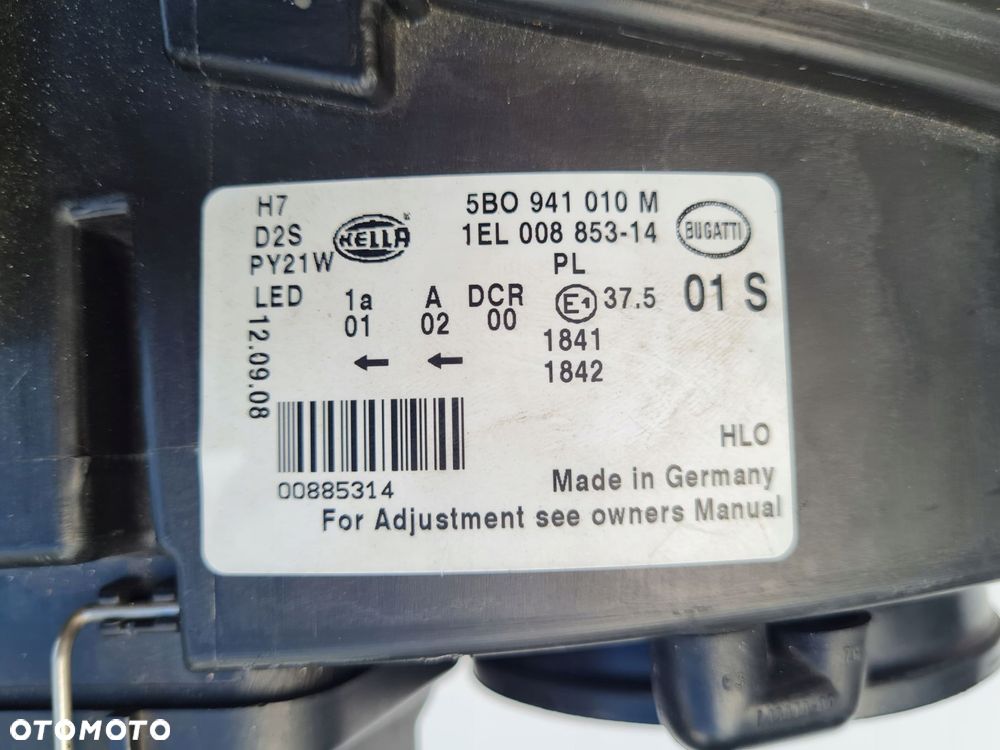 H7 5B0 941 010 M
D2S HELLA ® 1EL 008 853-14 BUGATTI
PY21W PL
LED 1a A DCR E1 37.5 01 S
01 02 00
1841
← ←
1842
12.09.08
HLO
00885314
Made in Germany
For Adjustment see owners Manual
OTOMOTO